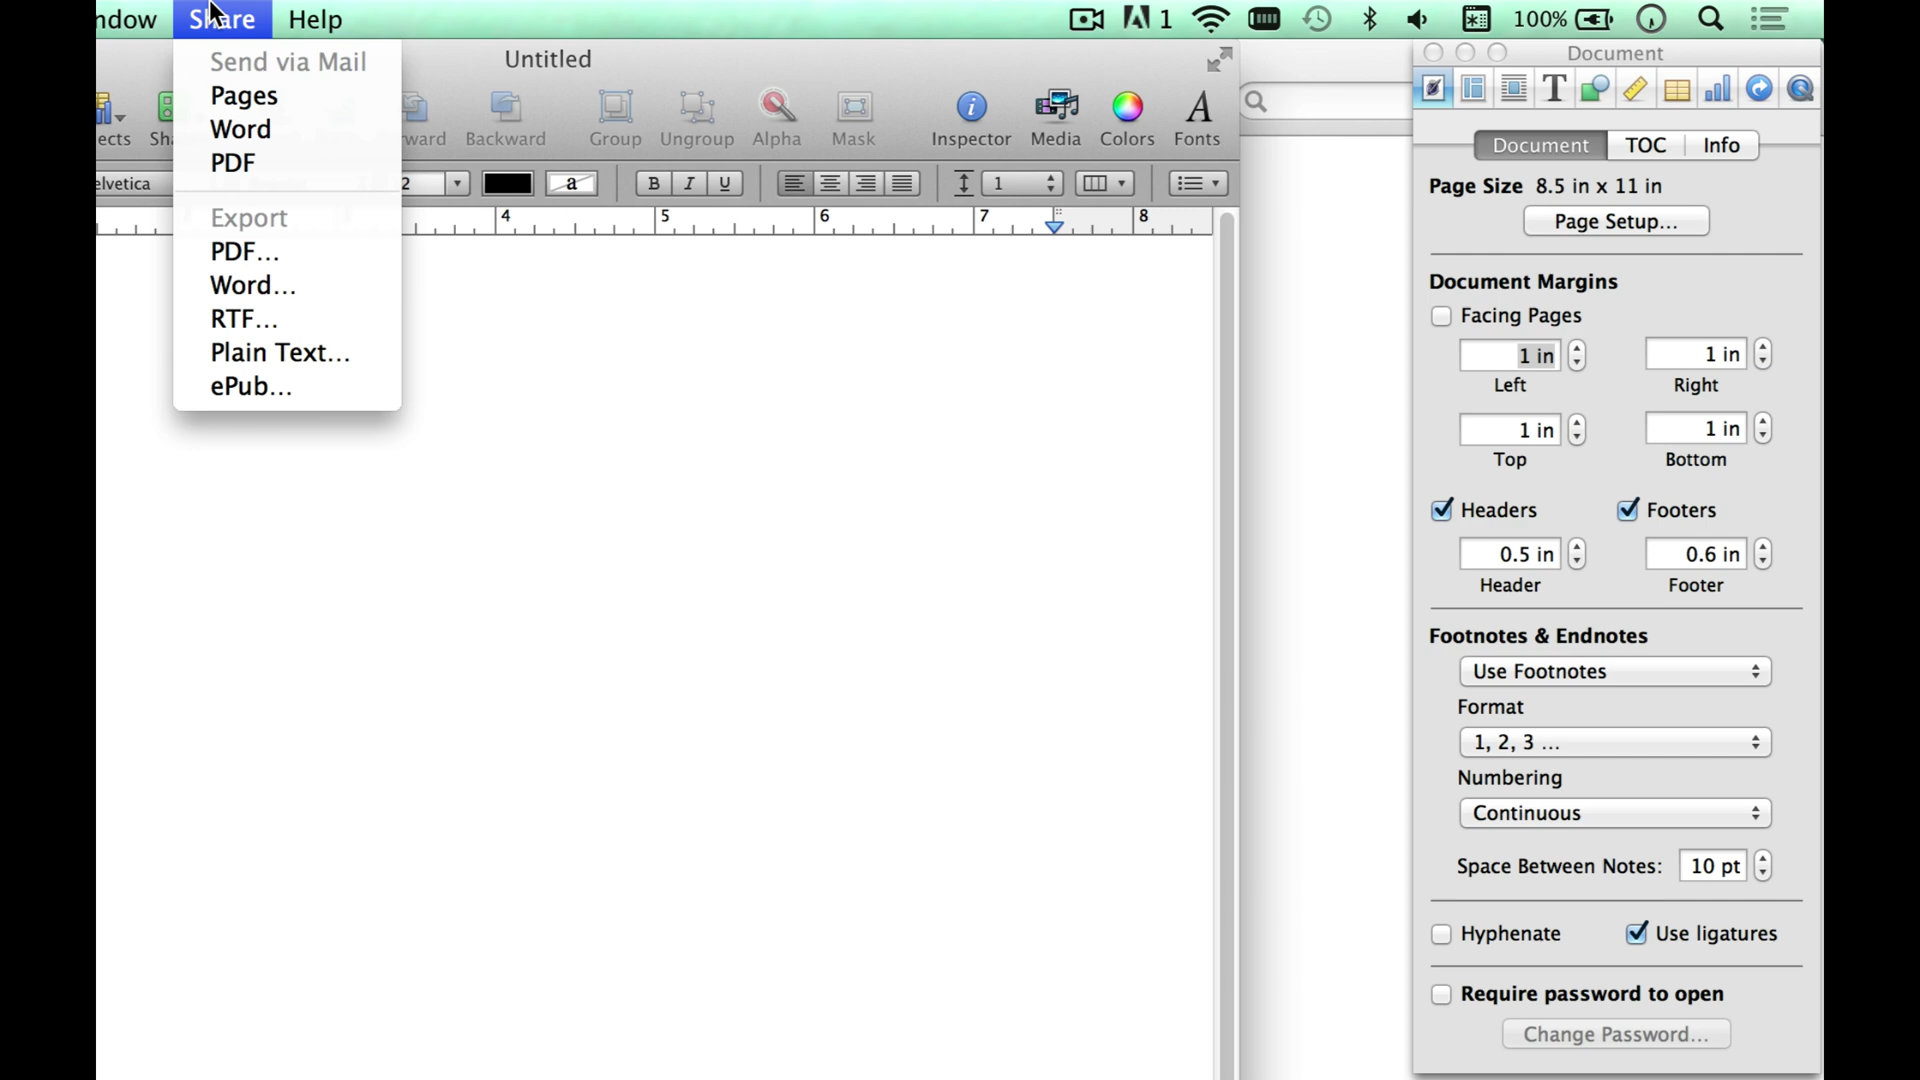 Share Help
1 100%
Send via Mail
Pages
Word
PDF
Export
PDF...
Word...
RTF...
Plain Text...
ePub...
Untitled
Backward Group Ungroup Alpha Mask Inspector Media Colors Fonts
a B I U 1
4 5 6 7 8
Document
Document TOC Info
Page Size 8.5 in x 11 in
Page Setup...
Document Margins
Facing Pages
1 in 1 in
Left Right
1 in 1 in
Top Bottom
Headers Footers
0.5 in 0.6 in
Header Footer
Footnotes & Endnotes
Use Footnotes
Format
1, 2, 3 ...
Numbering
Continuous
Space Between Notes: 10 pt
Hyphenate Use ligatures
Require password to open
Change Password...